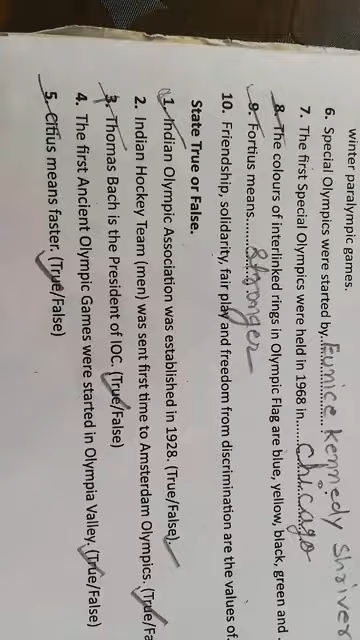 winter paralympic games.
6. Special Olympics were started by Eunice Kennedy Shriver
7. The first Special Olympics were held in 1968 in Chicago
8. The colours of interlinked rings in Olympic Flag are blue, yellow, black, green and
9. Fortius means Stronger
10. Friendship, solidarity, fair play and freedom from discrimination are the values of
State True or False.
1. Indian Olympic Association was established in 1928. (True/False)
2. Indian Hockey Team (men) was sent first time to Amsterdam Olympics. (True/Fa
3. Thomas Bach is the President of IOC. (True/False)
4. The first Ancient Olympic Games were started in Olympia Valley. (True/False)
5. Citius means faster. (True/False)